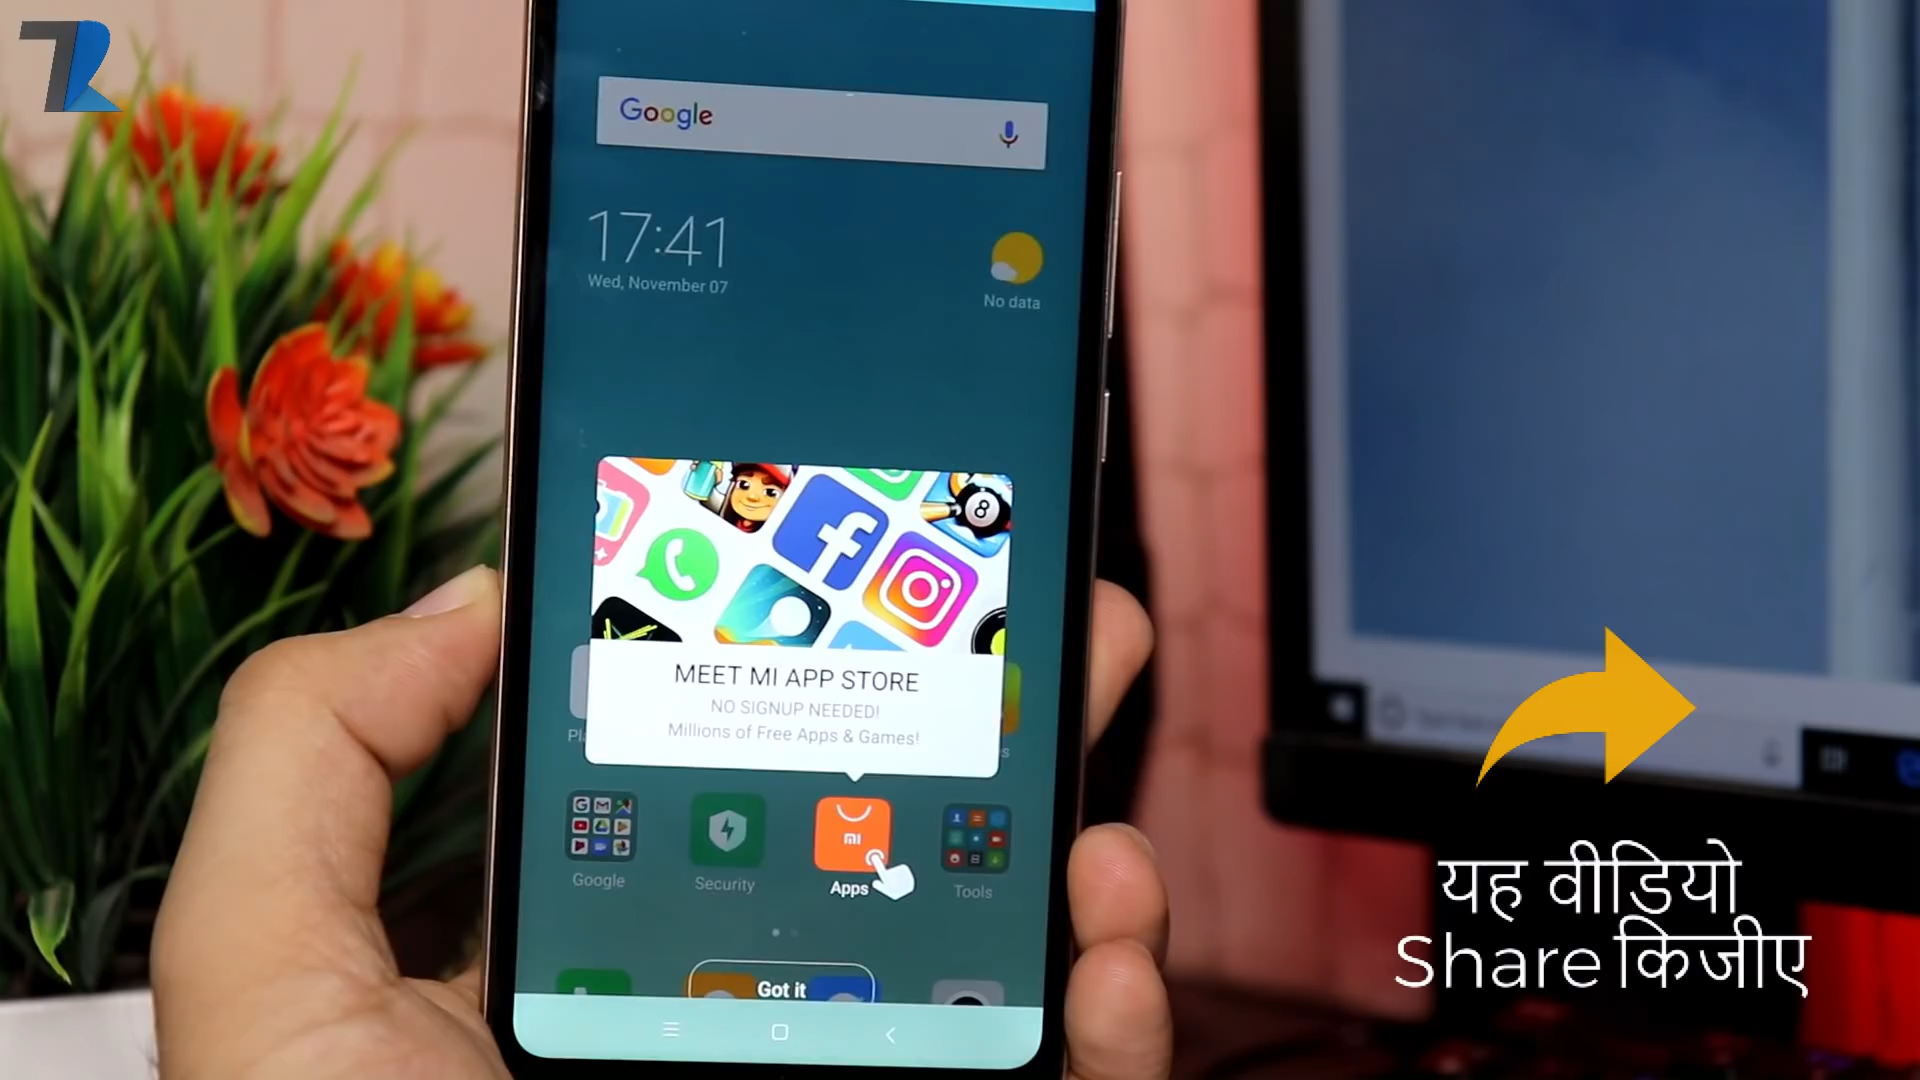 Google
17:41
Wed, November 07
No data
MEET MI APP STORE
NO SIGNUP NEEDED!
Millions of Free Apps & Games!
Google
Security
mi
Apps
Tools
Got it
यह वीडियो
Share किजीए